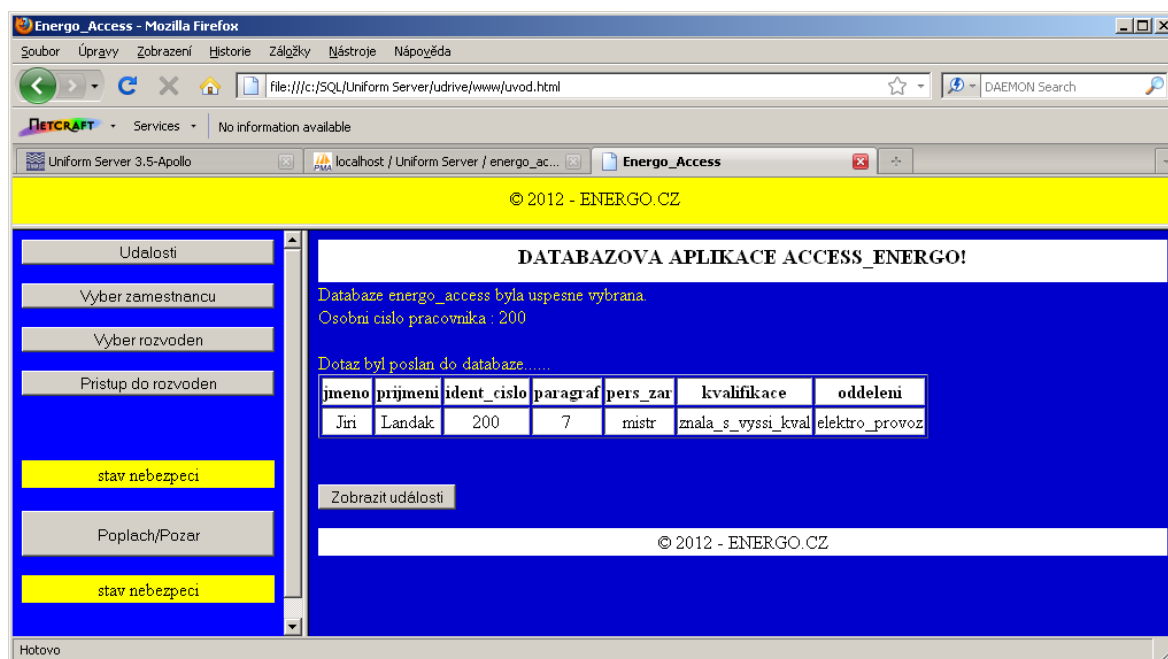 Energo_Access - Mozilla Firefox
Soubor Úpravy Zobrazení Historie Záložky Nástroje Nápověda
file:///c:/SQL/Uniform Server/udrive/www/uvod.html DAEMON Search
NETCRAFT Services No information available
Uniform Server 3.5-Apollo PMA localhost / Uniform Server / energo_ac... Energo_Access
© 2012 - ENERGO.CZ
Udalosti
Vyber zamestnancu
Vyber rozvoden
Pristup do rozvoden
stav nebezpeci
Poplach/Pozar
stav nebezpeci
DATABAZOVA APLIKACE ACCESS_ENERGO!
Databaze energo_access byla uspesne vybrana.
Osobni cislo pracovnika : 200
Dotaz byl poslan do databaze......
jmeno prijmeni ident_cislo paragraf pers_zar kvalifikace oddeleni
Jiri Landak 200 7 mistr znala_s_vyssi_kval elektro_provoz
Zobrazit události
© 2012 - ENERGO.CZ
Hotovo